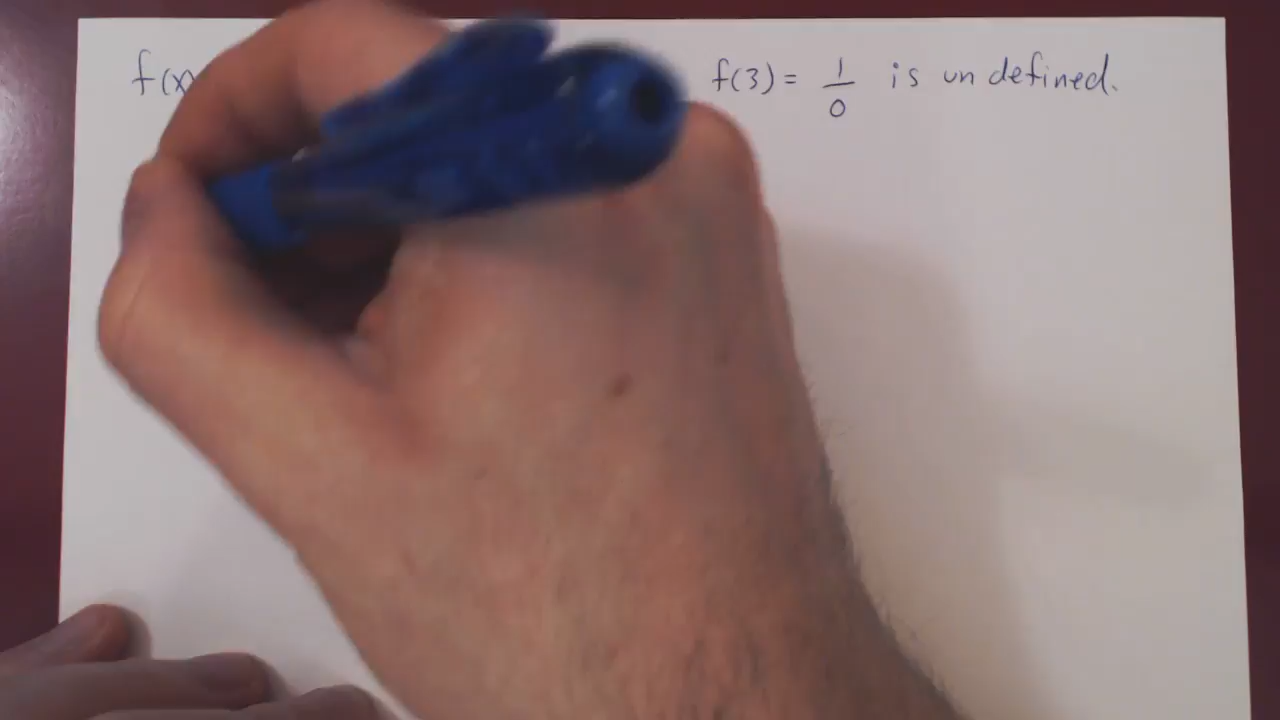 f(x) f(3) = 1/0 is undefined.